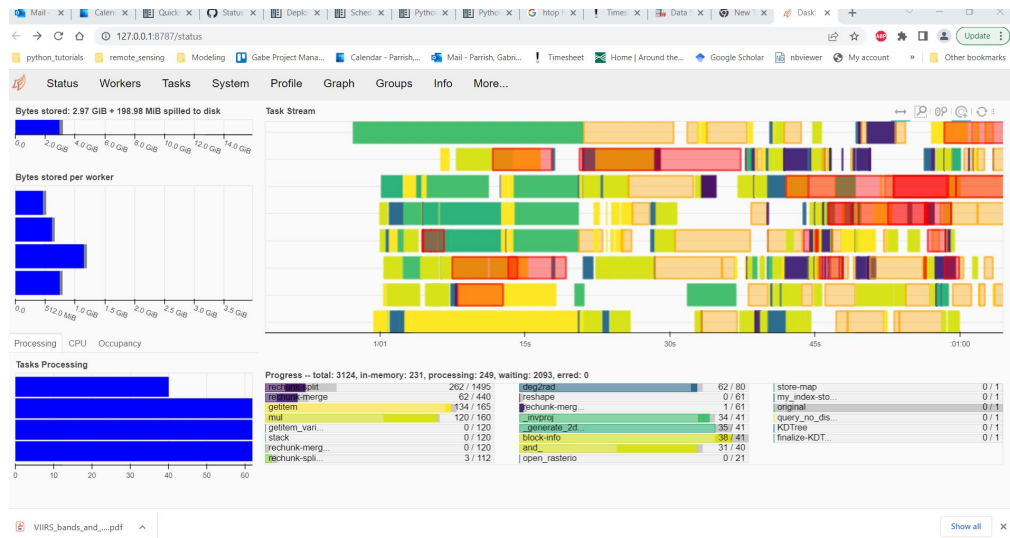 Mail -
Calen
Quick
Status
Deplo
Sched
Pytho
Pytho
htop
Times
Data S
New T
Dask:
127.0.0.1:8787/status
Update
python_tutorials
remote_sensing
Modeling
Gabe Project Mana...
Calendar - Parrish,...
Mail - Parrish, Gabri...
Timesheet
Home | Around the...
Google Scholar
nbviewer
My account
»
Other bookmarks
Status Workers Tasks System Profile Graph Groups Info More...
Bytes stored: 2.97 GiB + 198.98 MiB spilled to disk
0.0 2.0 GiB 4.0 GiB 6.0 GiB 8.0 GiB 10.0 GiB 12.0 GiB 14.0 GiB
Bytes stored per worker
0.0 512.0 MiB 1.0 GiB 1.5 GiB 2.0 GiB 2.5 GiB 3.0 GiB 3.5 GiB
Processing CPU Occupancy
Tasks Processing
0 10 20 30 40 50 60
Task Stream
1/01 15s 30s 45s :01:00
Progress -- total: 3124, in-memory: 231, processing: 249, waiting: 2093, erred: 0
rechunk-split 262 / 1495
rechunk-merge 62 / 440
getitem 134 / 165
mul 120 / 160
getitem_vari... 0 / 120
stack 0 / 120
rechunk-merg... 0 / 120
rechunk-spli... 3 / 112
deg2rad 62 / 80
reshape 0 / 61
rechunk-merg... 1 / 61
_invproj 34 / 41
_generate_2d... 35 / 41
block-info 38 / 41
and_ 31 / 40
open_rasterio 0 / 21
store-map 0 / 1
my_index-sto... 0 / 1
original 0 / 1
query_no_dis... 0 / 1
KDTree 0 / 1
finalize-KDT... 0 / 1
VIIRS_bands_and_....pdf
Show all